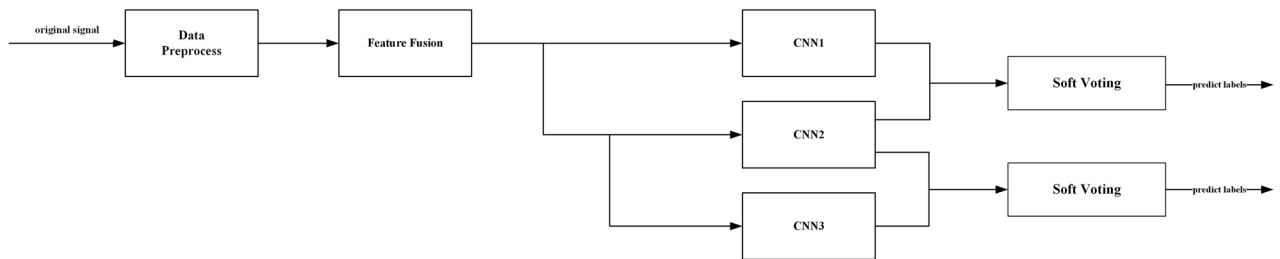 original signal
Data
Preprocess
Feature Fusion
CNN1
CNN2
CNN3
Soft Voting
predict labels
Soft Voting
predict labels